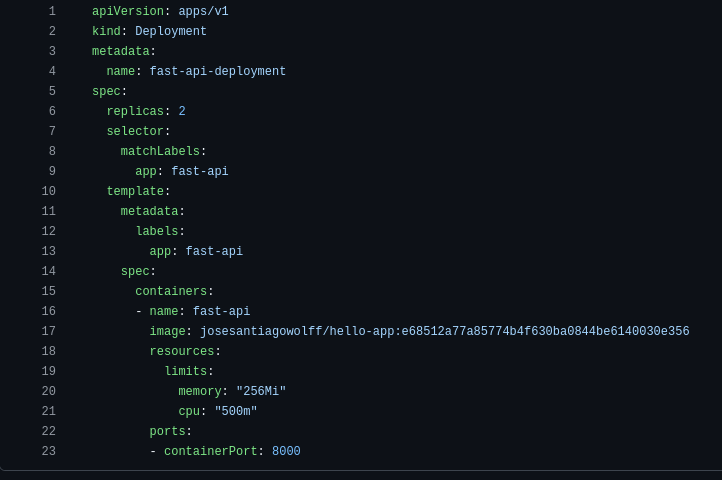 1 apiVersion: apps/v1
2 kind: Deployment
3 metadata:
4   name: fast-api-deployment
5 spec:
6   replicas: 2
7   selector:
8     matchLabels:
9       app: fast-api
10   template:
11     metadata:
12       labels:
13         app: fast-api
14     spec:
15       containers:
16       - name: fast-api
17         image: josesantiagowolff/hello-app:e68512a77a85774b4f630ba0844be6140030e356
18         resources:
19           limits:
20             memory: "256Mi"
21             cpu: "500m"
22         ports:
23         - containerPort: 8000